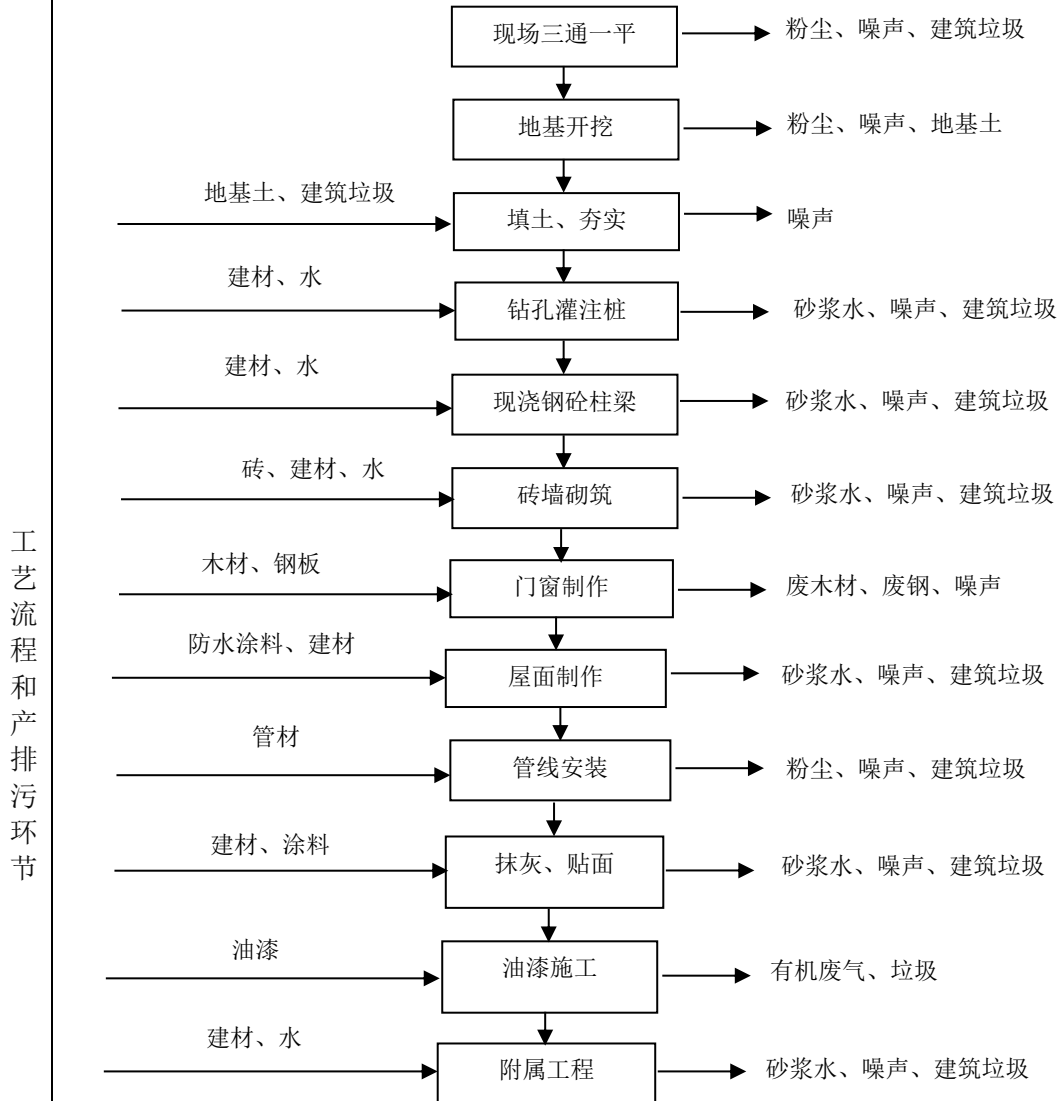 现场三通一平
粉尘、噪声、建筑垃圾
地基开挖
粉尘、噪声、地基土
地基土、建筑垃圾
填土、夯实
噪声
建材、水
钻孔灌注桩
砂浆水、噪声、建筑垃圾
建材、水
现浇钢砼柱梁
砂浆水、噪声、建筑垃圾
砖、建材、水
砖墙砌筑
砂浆水、噪声、建筑垃圾
工艺流程和产排污环节
木材、钢板
门窗制作
废木材、废钢、噪声
防水涂料、建材
屋面制作
砂浆水、噪声、建筑垃圾
管材
管线安装
粉尘、噪声、建筑垃圾
建材、涂料
抹灰、贴面
砂浆水、噪声、建筑垃圾
油漆
油漆施工
有机废气、垃圾
建材、水
附属工程
砂浆水、噪声、建筑垃圾